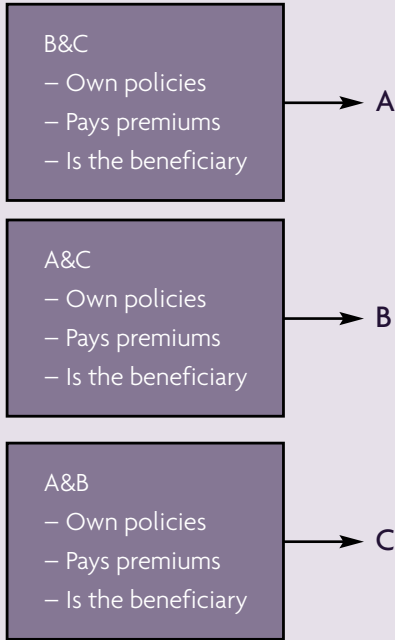 B&C
– Own policies
– Pays premiums
– Is the beneficiary
A
A&C
– Own policies
– Pays premiums
– Is the beneficiary
B
A&B
– Own policies
– Pays premiums
– Is the beneficiary
C